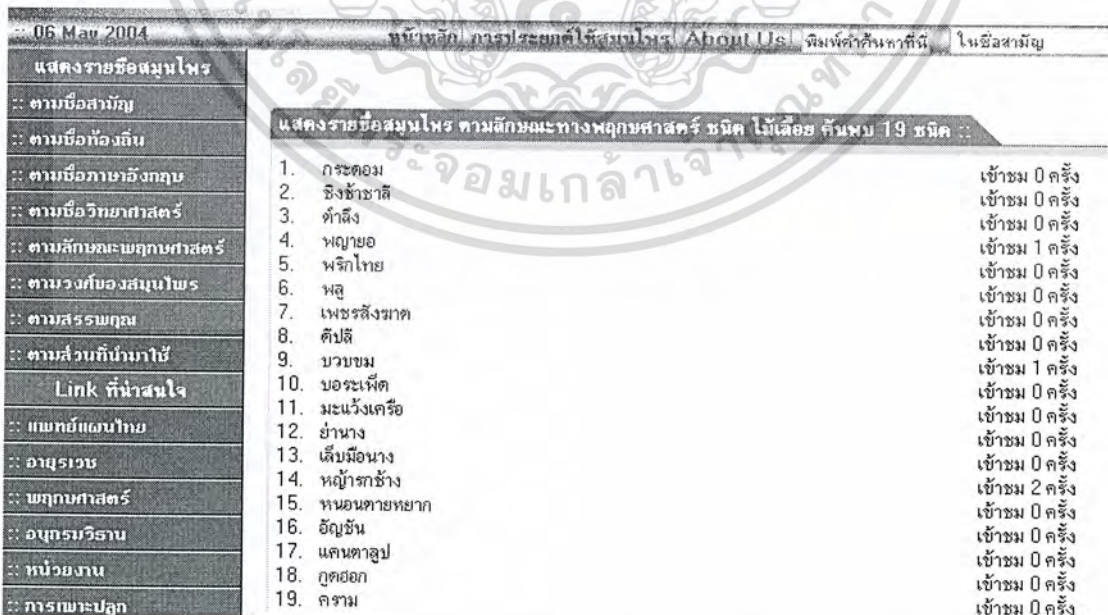 :: 06 May 2004
หน้าหลัก| การประยุกต์ใช้สมุนไพร| About Us| พิมพ์คำค้นหาที่นี่ ในชื่อสามัญ
แสดงรายชื่อสมุนไพร
:: ตามชื่อสามัญ
:: ตามชื่อท้องถิ่น
:: ตามชื่อภาษาอังกฤษ
:: ตามชื่อวิทยาศาสตร์
:: ตามลักษณะพฤกษศาสตร์
:: ตามวงศ์ของสมุนไพร
:: ตามสรรพคุณ
:: ตามส่วนที่นำมาใช้
Link ที่น่าสนใจ
:: แพทย์แผนไทย
:: อายุรเวช
:: พฤกษศาสตร์
:: อนุกรมวิธาน
:: หน่วยงาน
:: การเพาะปลูก
แสดงรายชื่อสมุนไพร ตามลักษณะทางพฤกษศาสตร์ ชนิด ไม้เลื้อย ค้นพบ 19 ชนิด ::
1. กระดอม เข้าชม 0 ครั้ง
2. ชิงช้าชาลี เข้าชม 0 ครั้ง
3. ตำลึง เข้าชม 0 ครั้ง
4. พญายอ เข้าชม 1 ครั้ง
5. พริกไทย เข้าชม 0 ครั้ง
6. พลู เข้าชม 0 ครั้ง
7. เพชรสังฆาต เข้าชม 0 ครั้ง
8. ดีปลี เข้าชม 0 ครั้ง
9. บวบขม เข้าชม 1 ครั้ง
10. บอระเพ็ด เข้าชม 0 ครั้ง
11. มะแว้งเครือ เข้าชม 0 ครั้ง
12. ย่านาง เข้าชม 0 ครั้ง
13. เล็บมือนาง เข้าชม 0 ครั้ง
14. หญ้ารกช้าง เข้าชม 2 ครั้ง
15. หนอนตายหยาก เข้าชม 0 ครั้ง
16. อัญชัน เข้าชม 0 ครั้ง
17. แคนตาลูป เข้าชม 0 ครั้ง
18. กูดฮอก เข้าชม 0 ครั้ง
19. คราม เข้าชม 0 ครั้ง